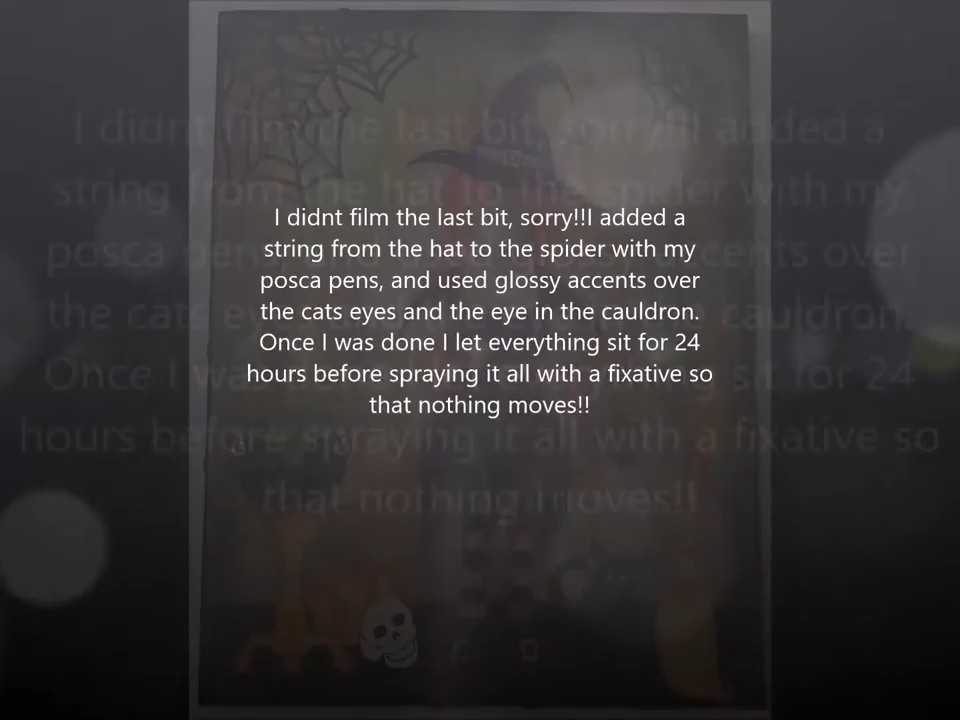 I didnt film the last bit, sorry!!I added a
string from the hat to the spider with my
posca pens, and used glossy accents over
the cats eyes and the eye in the cauldron.
Once I was done I let everything sit for 24
hours before spraying it all with a fixative so
that nothing moves!!